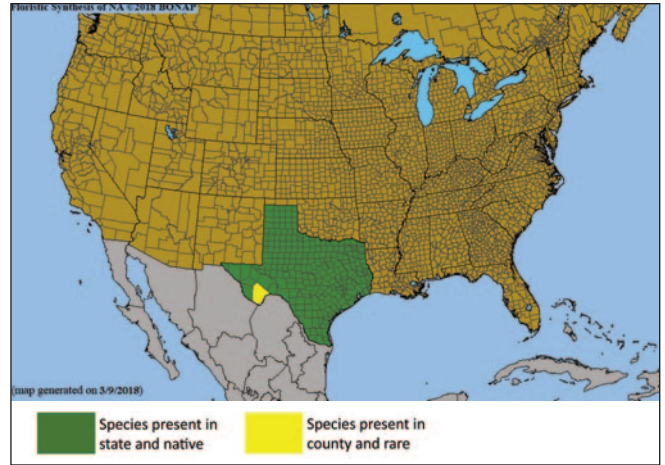 Floristic Synthesis of NA ©2018 BONAP
(map generated on 3/9/2018)
Species present in
state and native
Species present in
county and rare